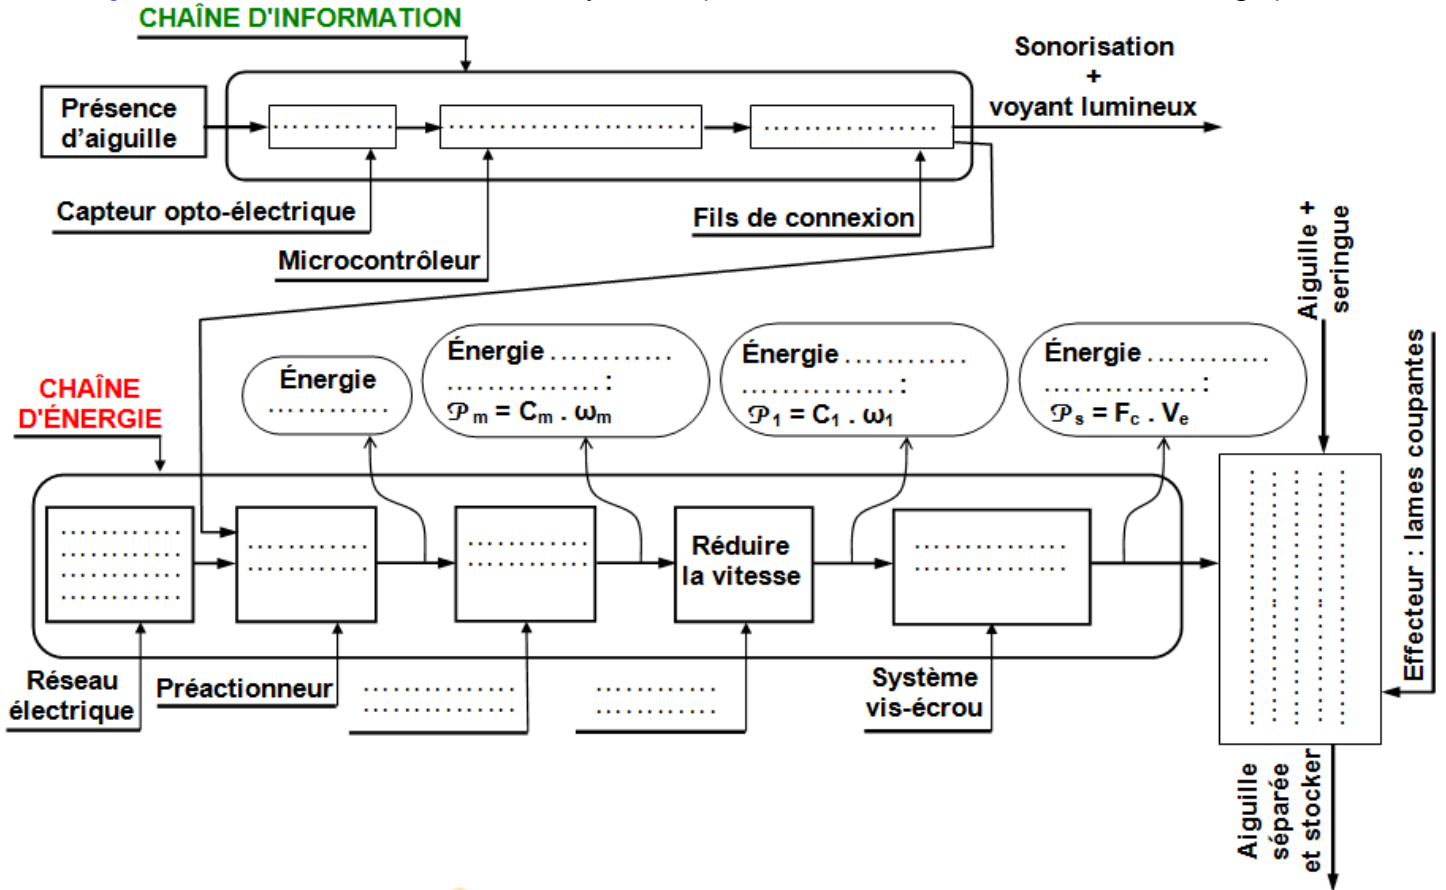 CHAÎNE D'INFORMATION
Sonorisation
+
voyant lumineux
Présence
d'aiguille
............
.........................
.................
Capteur opto-électrique
Fils de connexion
Microcontrôleur
Aiguille +
seringue
Énergie
............
Énergie ............
............... :
𝒫m = Cm . ωm
Énergie ............
............... :
𝒫1 = C1 . ω1
Énergie ............
............... :
𝒫s = Fc . Ve
CHAÎNE
D'ÉNERGIE
Effecteur : lames coupantes
............
............
............
............
............
............
............
............
Réduire
la vitesse
...............
...............
Réseau
électrique
Préactionneur
...............
...............
............
............
Système
vis-écrou
Aiguille
séparée
et stocker